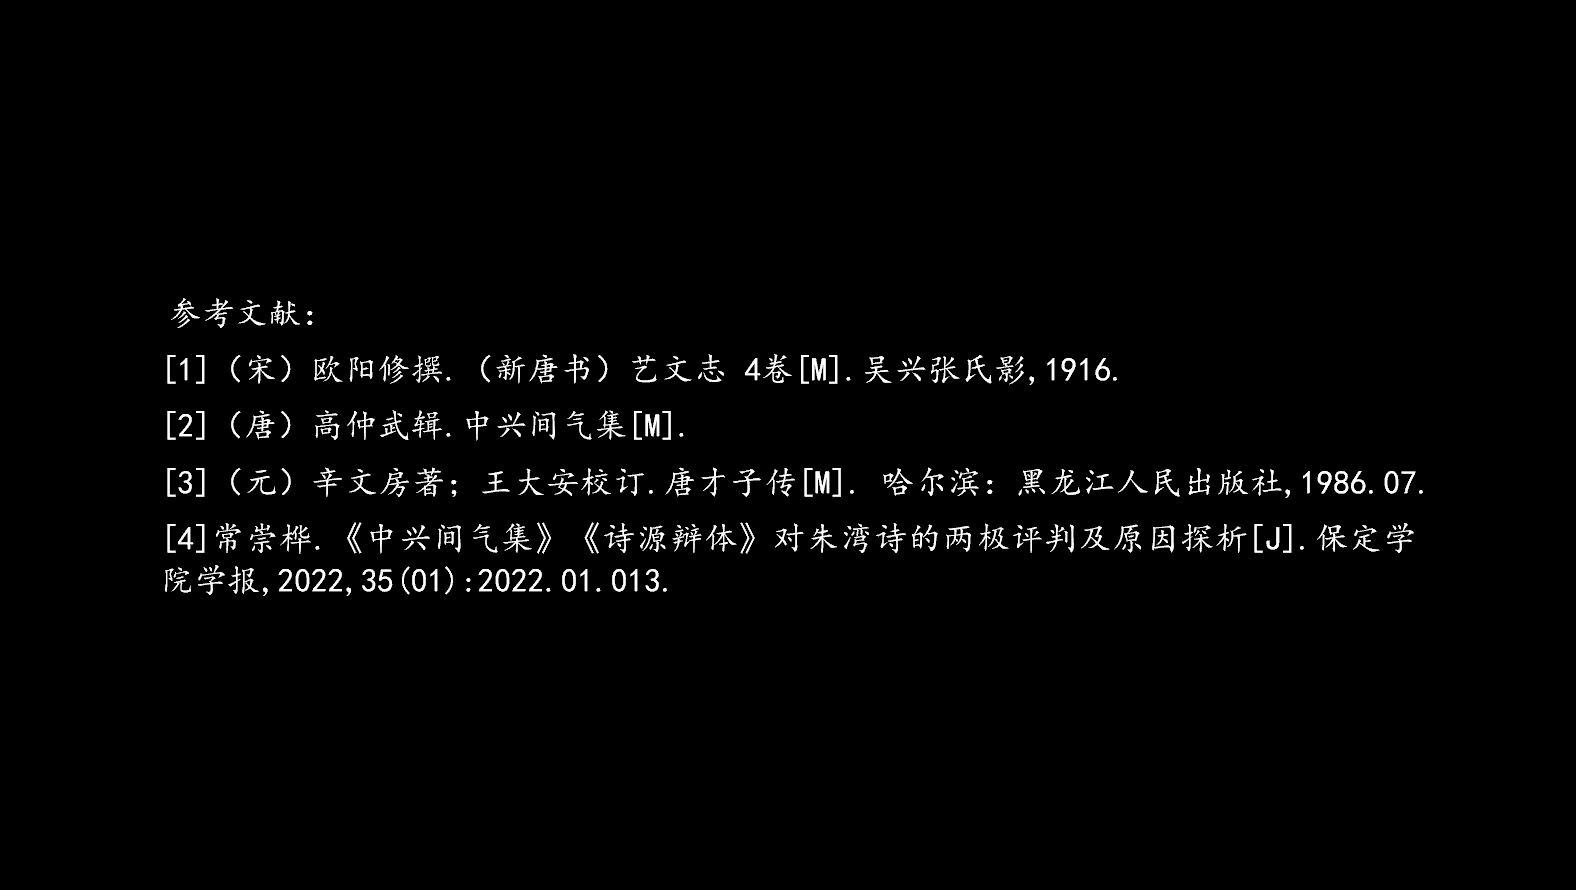 参考文献：
[1]（宋）欧阳修撰.（新唐书）艺文志 4卷[M].吴兴张氏影,1916.
[2]（唐）高仲武辑.中兴间气集[M].
[3]（元）辛文房著；王大安校订.唐才子传[M]. 哈尔滨：黑龙江人民出版社,1986.07.
[4]常崇桦.《中兴间气集》《诗源辩体》对朱湾诗的两极评判及原因探析[J].保定学
院学报,2022,35(01):2022.01.013.